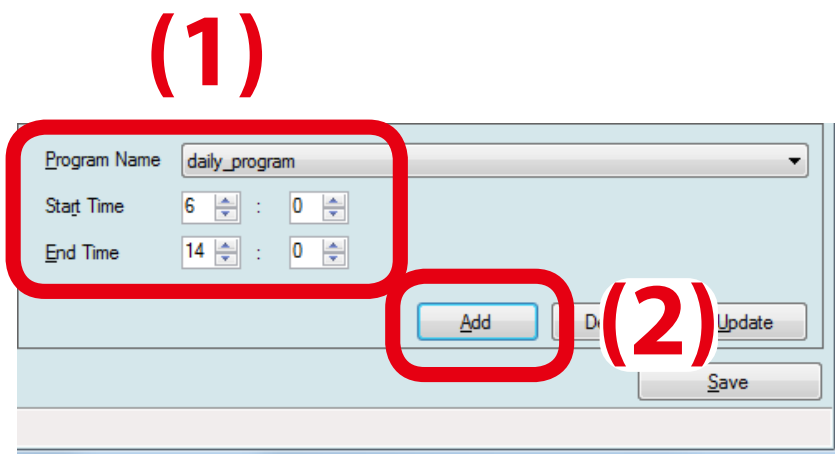 (1)
Program Name daily_program
Start Time 6 : 0
End Time 14 : 0
Add (2) Update
Save